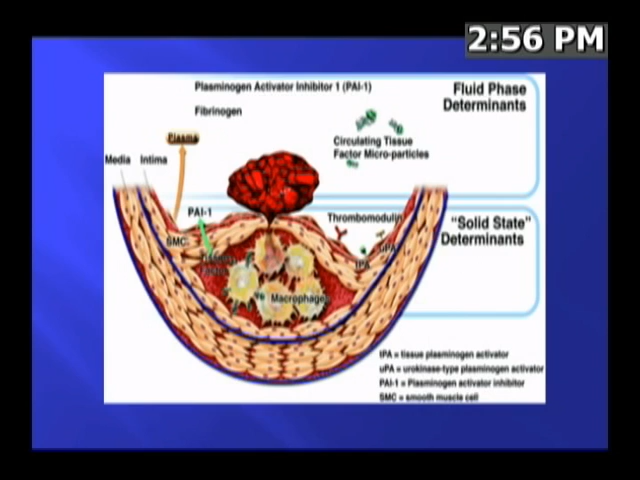 2:56 PM
Plasminogen Activator Inhibitor 1 (PAI-1)
Fibrinogen
Fluid Phase
Determinants
Plasma
Circulating Tissue
Factor Micro-particles
Media Intima
PAI-1
Thrombomodulin
"Solid State"
Determinants
SMC
uPA
tPA
Macrophages
tPA = tissue plasminogen activator
uPA = urokinase-type plasminogen activator
PAI-1 = Plasminogen activator inhibitor
SMC = smooth muscle cell